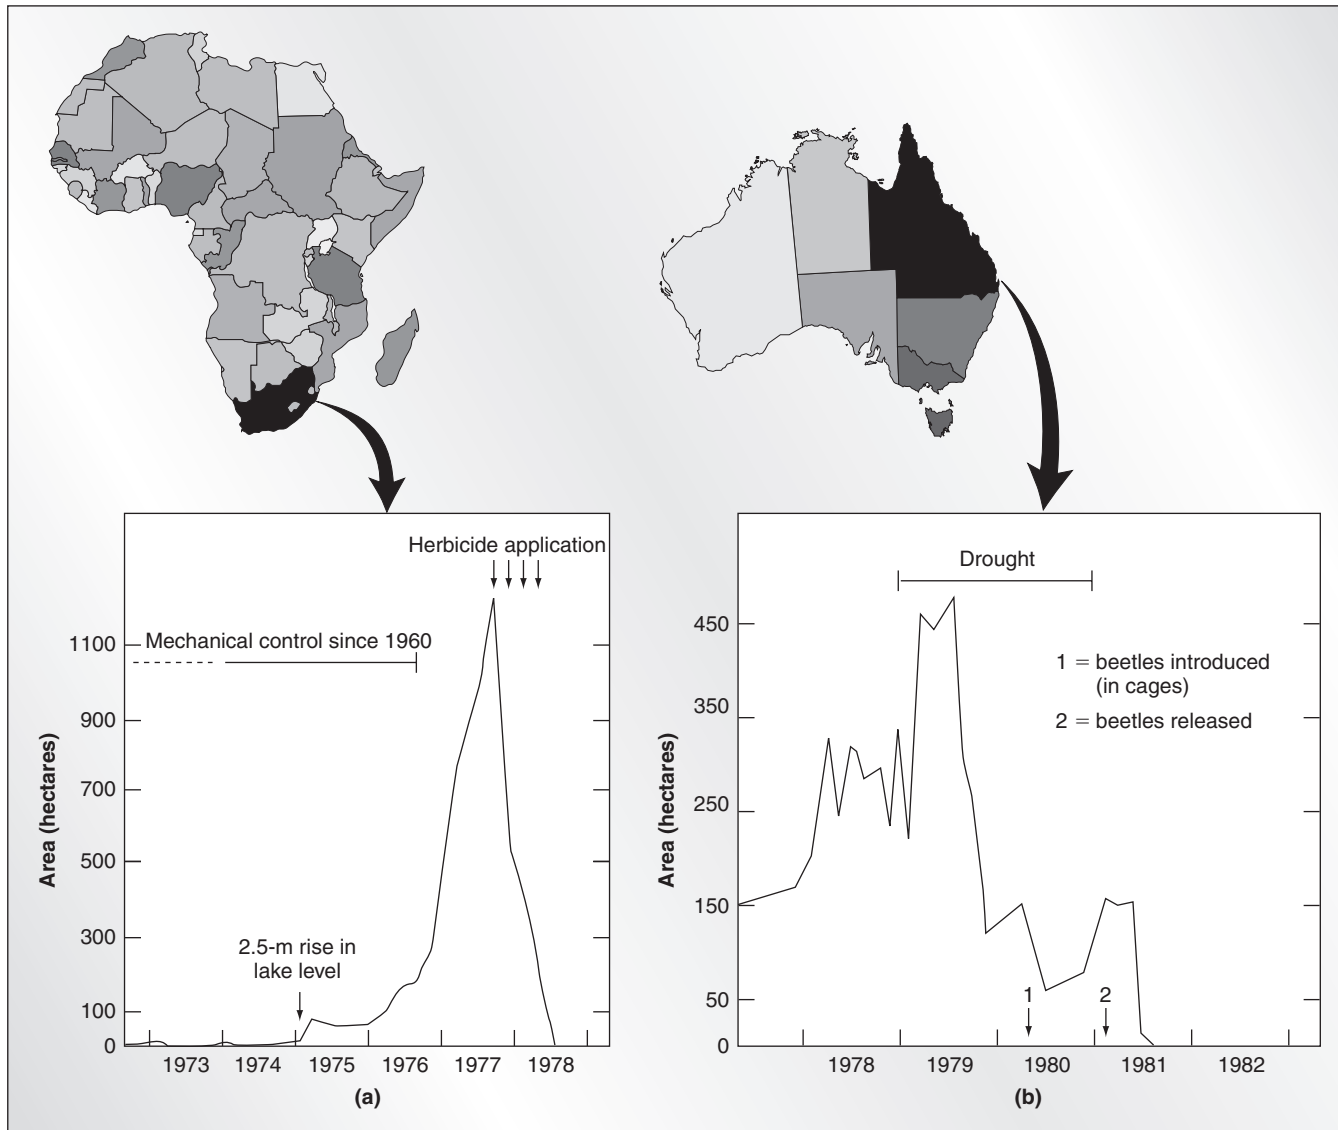 Herbicide application
Mechanical control since 1960
2.5-m rise in
lake level
Area (hectares)
1100
900
700
500
300
100
0
1973 1974 1975 1976 1977 1978
(a)
Drought
1 = beetles introduced
(in cages)
2 = beetles released
1 2
Area (hectares)
450
350
250
150
50
0
1978 1979 1980 1981 1982
(b)